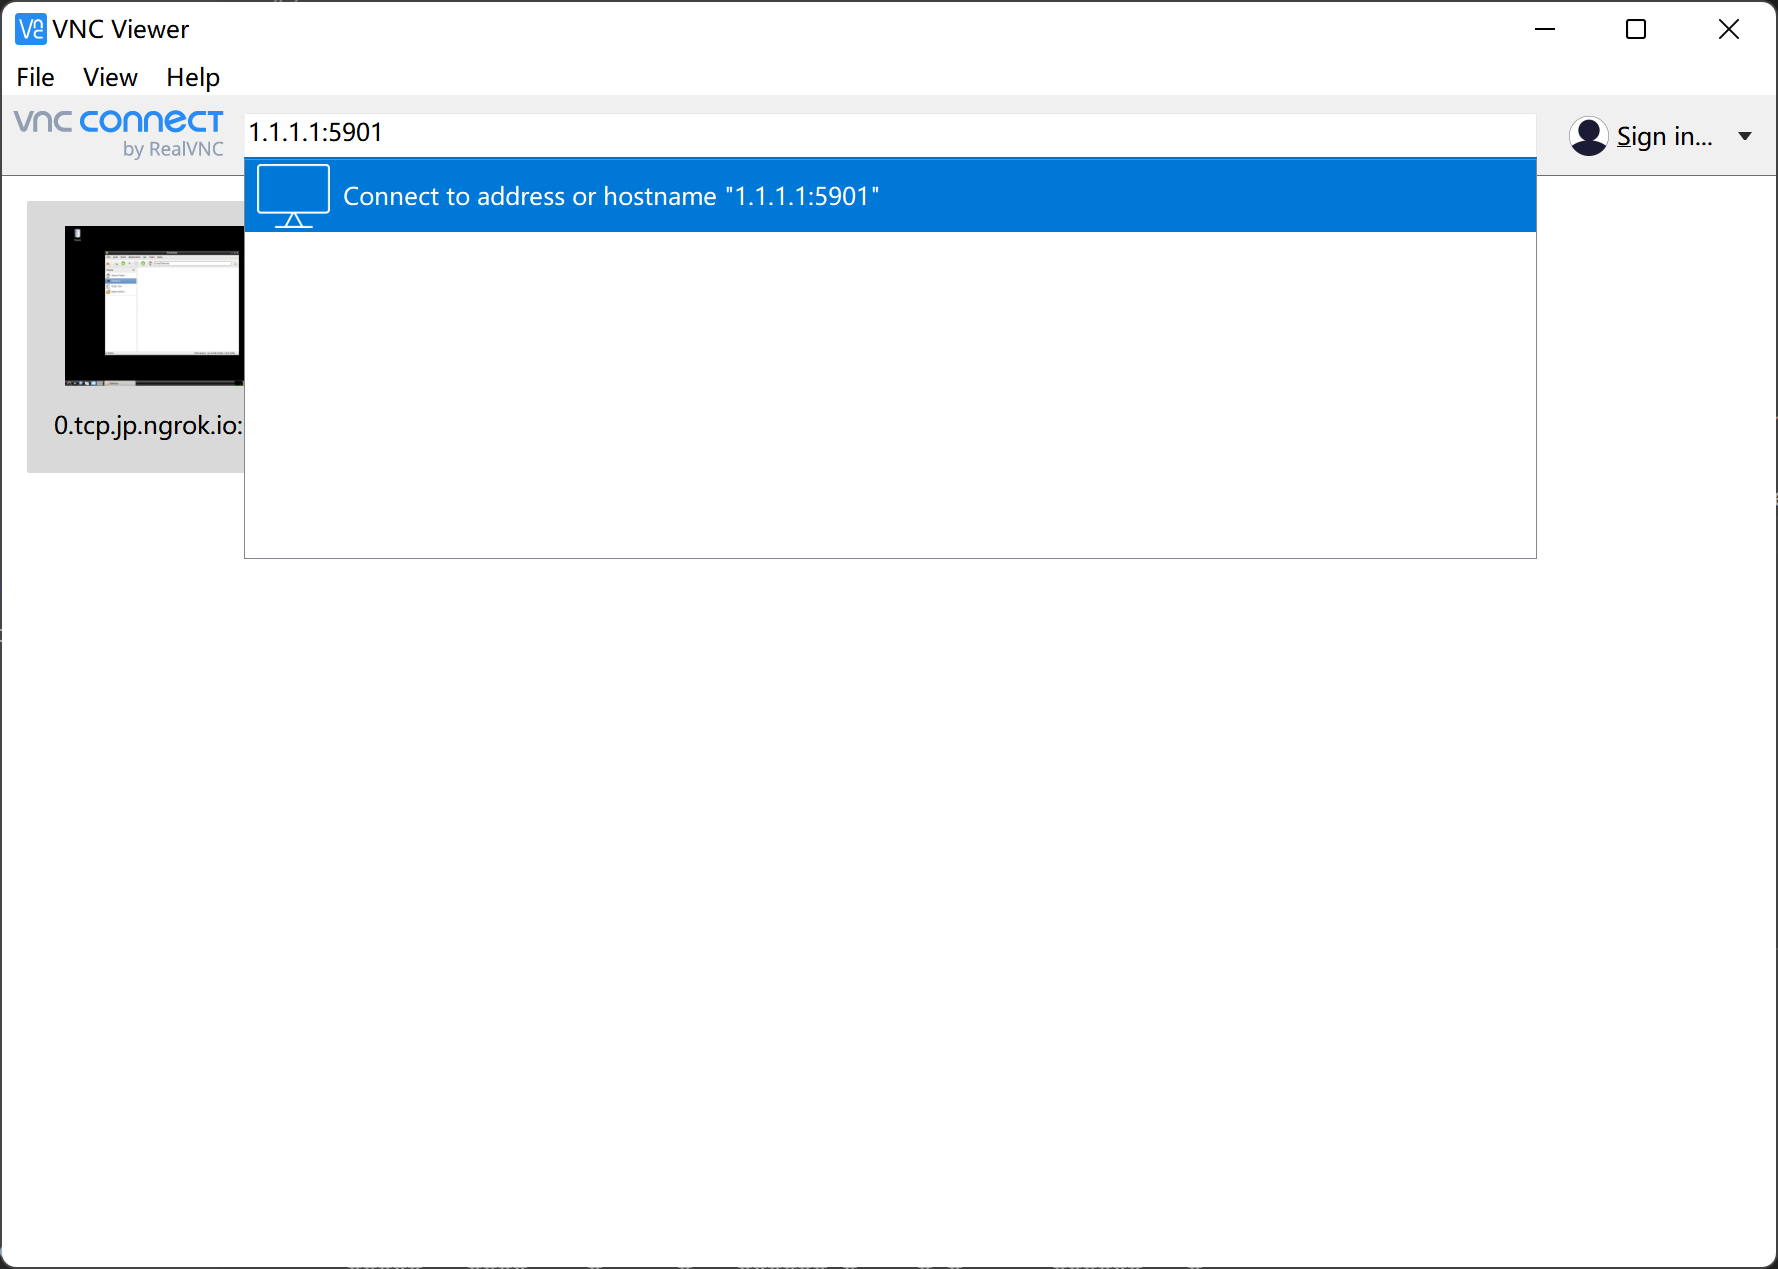 VNC Viewer
File View Help
vnc connect
by RealVNC
1.1.1.1:5901
Sign in...
Connect to address or hostname "1.1.1.1:5901"
0.tcp.jp.ngrok.io: